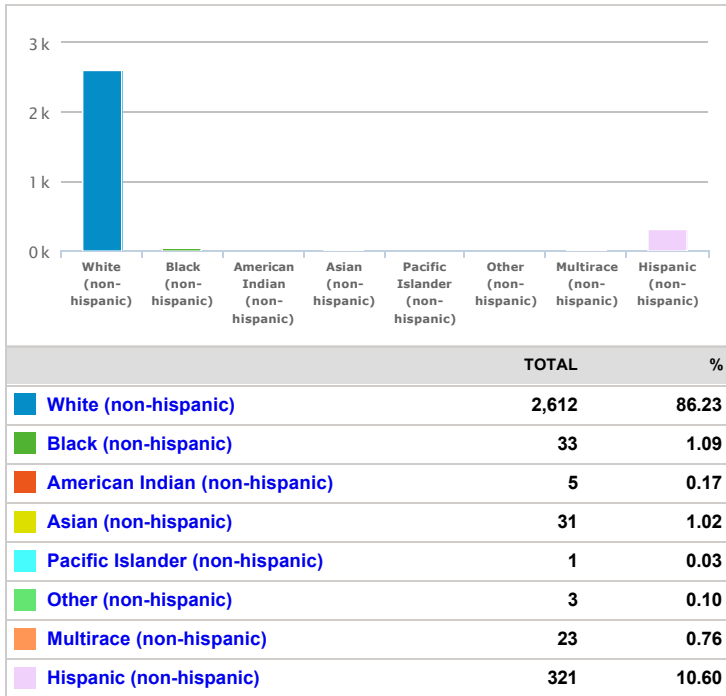 3 k
2 k
1 k
0 k
White
(non-
hispanic)
Black
(non-
hispanic)
American
Indian
(non-
hispanic)
Asian
(non-
hispanic)
Pacific
Islander
(non-
hispanic)
Other
(non-
hispanic)
Multirace
(non-
hispanic)
Hispanic
(non-
hispanic)
TOTAL %
White (non-hispanic) 2,612 86.23
Black (non-hispanic) 33 1.09
American Indian (non-hispanic) 5 0.17
Asian (non-hispanic) 31 1.02
Pacific Islander (non-hispanic) 1 0.03
Other (non-hispanic) 3 0.10
Multirace (non-hispanic) 23 0.76
Hispanic (non-hispanic) 321 10.60